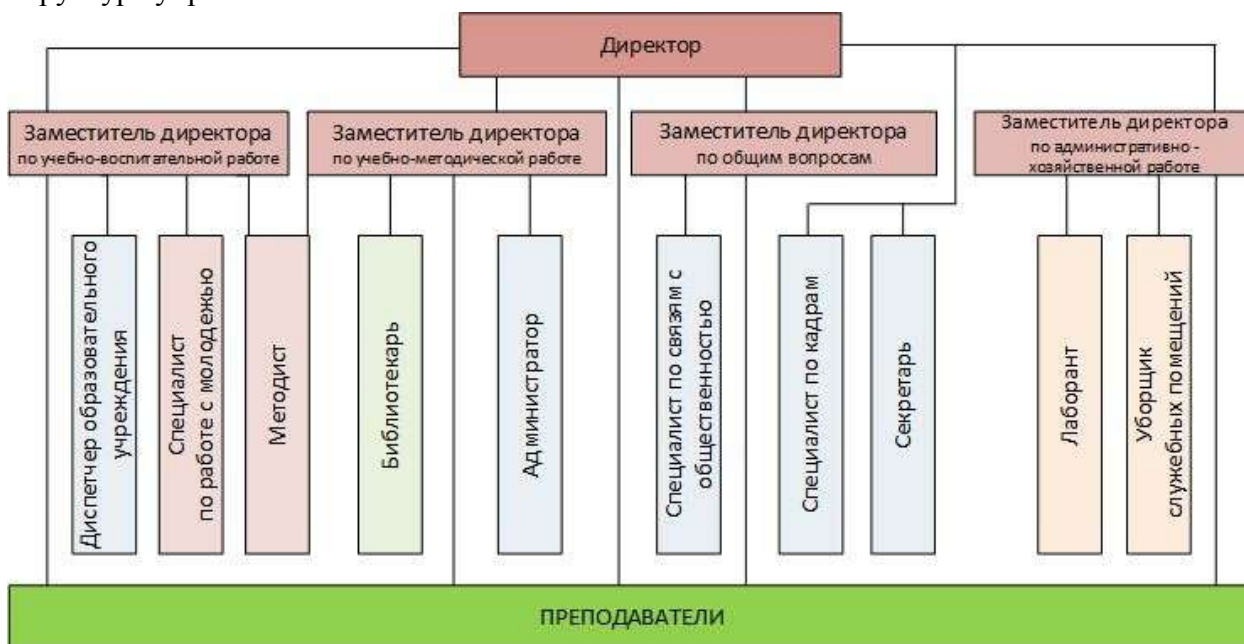 Директор
Заместитель директора
по учебно-воспитательной работе
Заместитель директора
по учебно-методической работе
Заместитель директора
по общим вопросам
Заместитель директора
по административно -
хозяйственной работе
Диспетчер образовательного
учреждения
Специалист
по работе с молодежью
Методист
Библиотекарь
Администратор
Специалист по связям с
общественностью
Специалист по кадрам
Секретарь
Лаборант
Уборщик
служебных помещений
ПРЕПОДАВАТЕЛИ